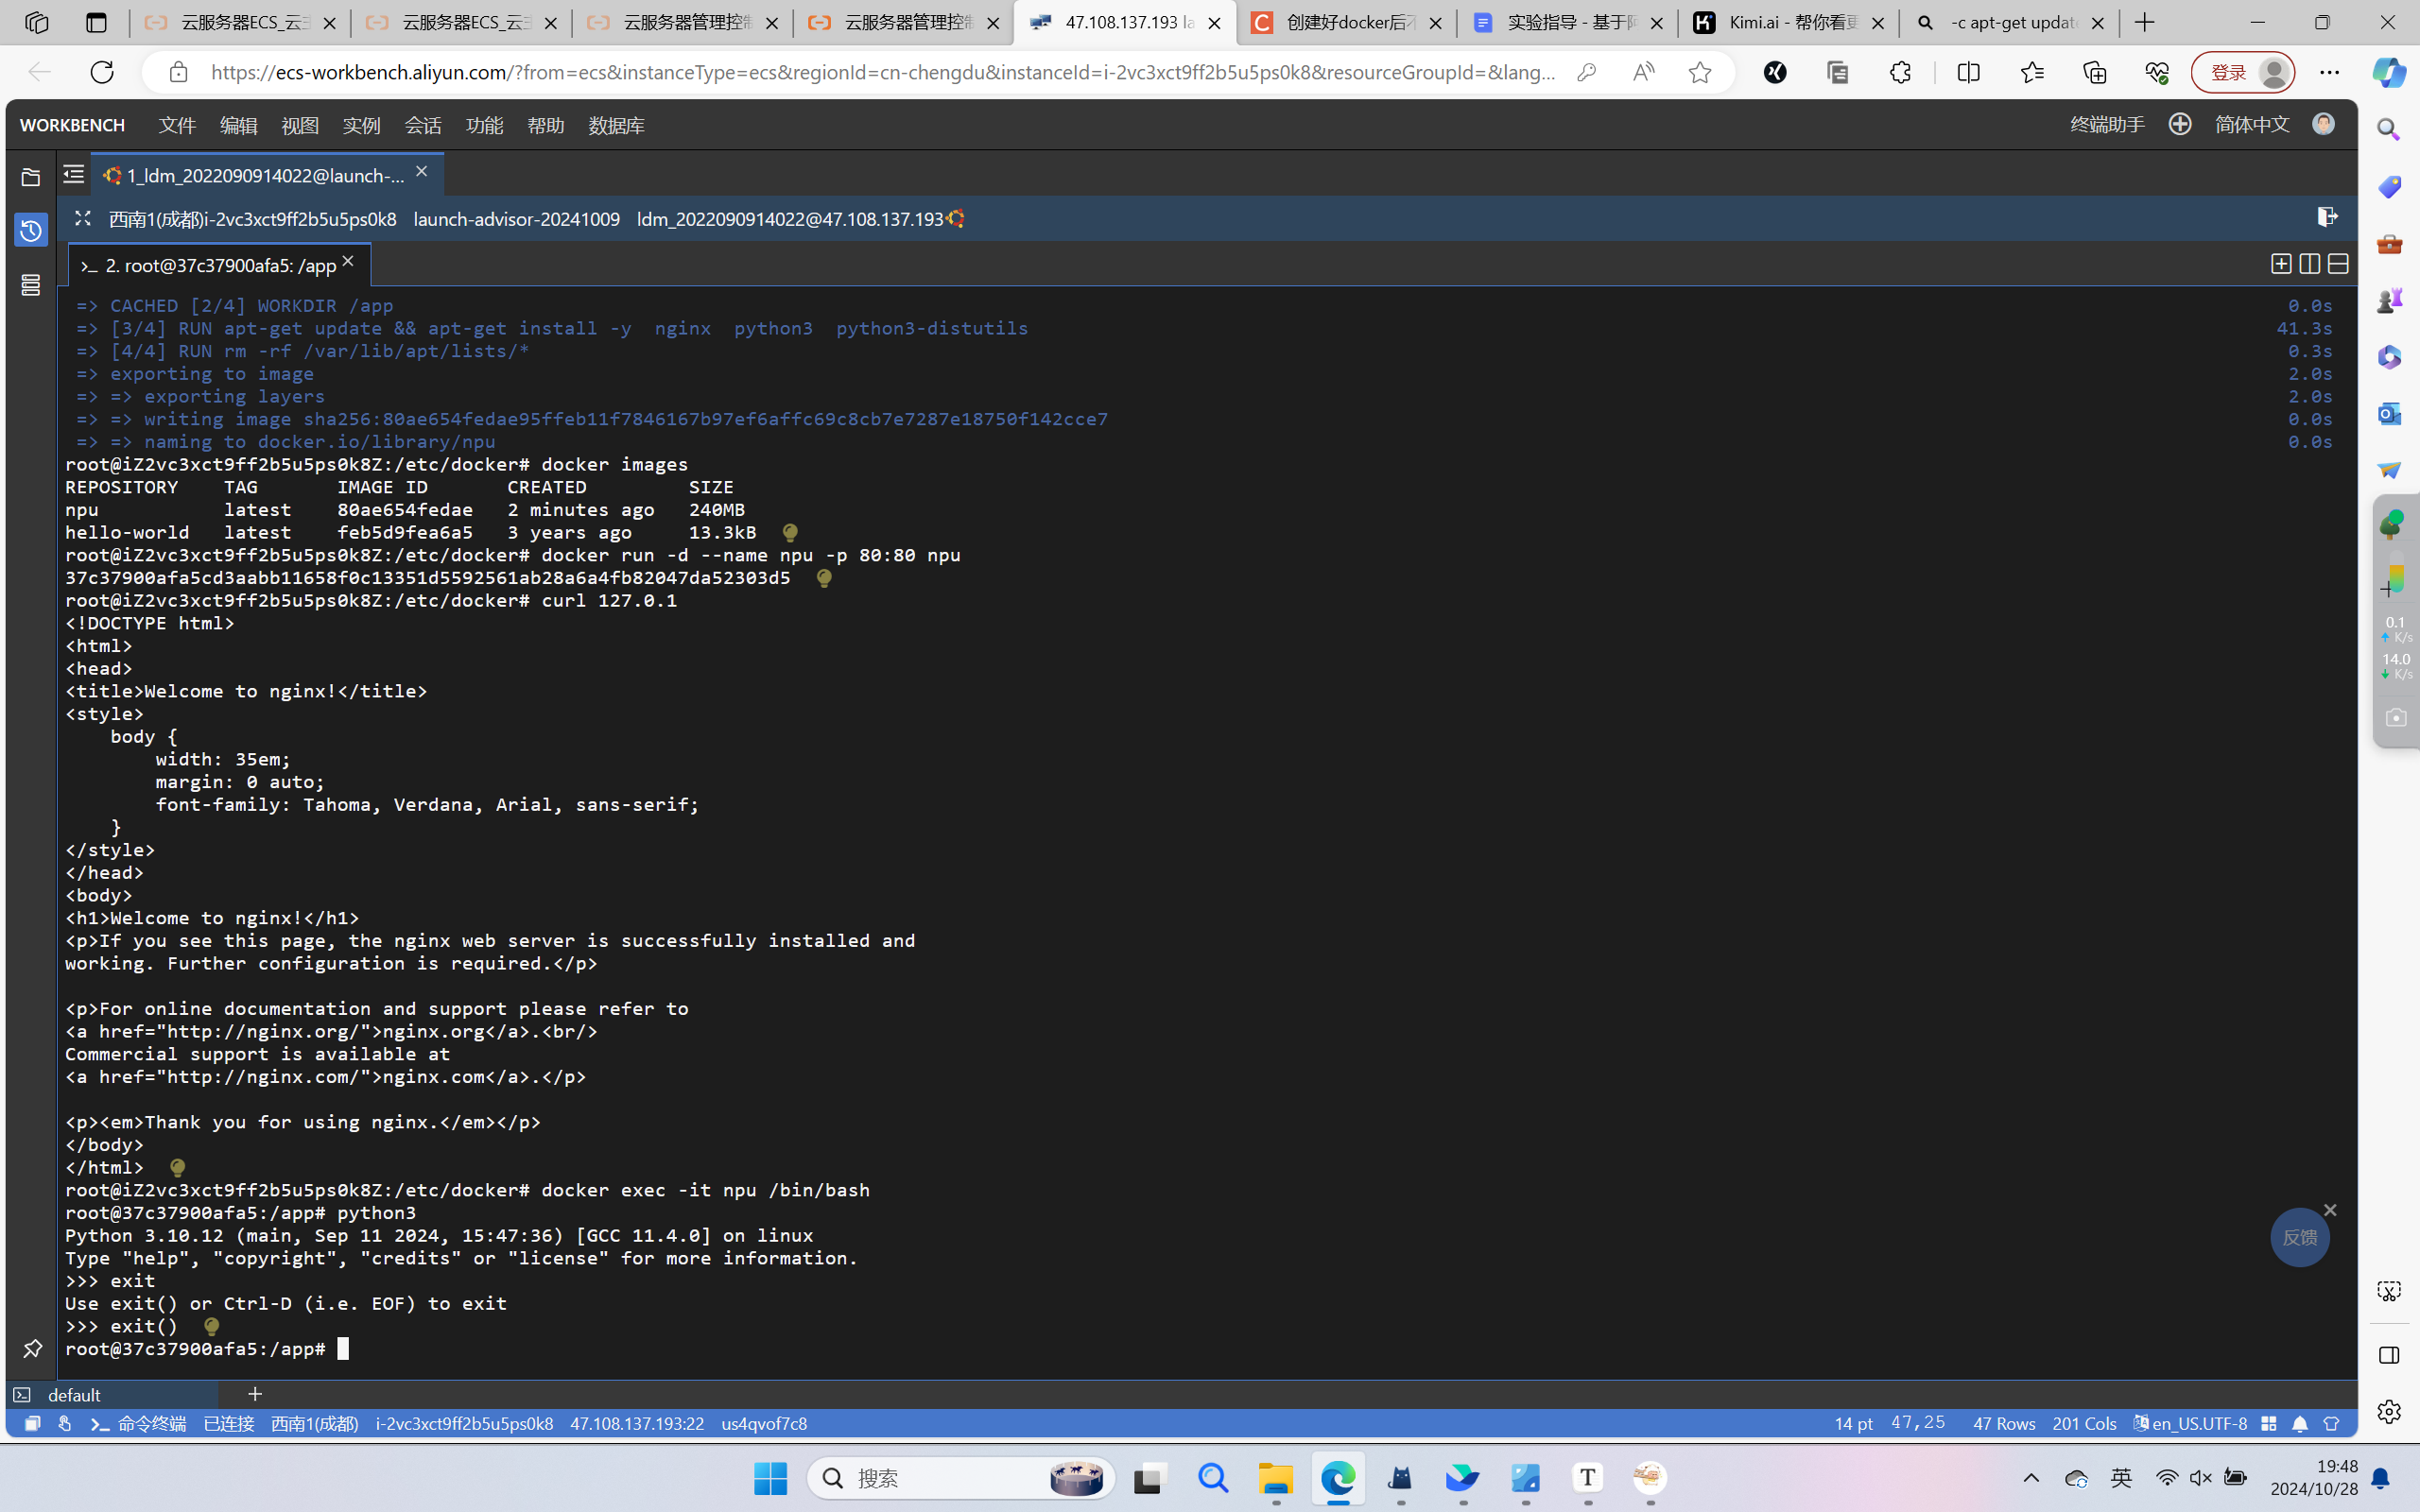 云服务器ECS_云主
云服务器ECS_云主
云服务器管理控制
云服务器管理控制
47.108.137.193 la
创建好docker后不
实验指导 - 基于阿
Kimi.ai - 帮你看更
-c apt-get update
https://ecs-workbench.aliyun.com/?from=ecs&instanceType=ecs&regionId=cn-chengdu&instanceId=i-2vc3xct9ff2b5u5ps0k8&resourceGroupId=&lang...
登录
WORKBENCH 文件 编辑 视图 实例 会话 功能 帮助 数据库 终端助手 简体中文
1_ldm_2022090914022@launch-...
西南1(成都)i-2vc3xct9ff2b5u5ps0k8 launch-advisor-20241009 ldm_2022090914022@47.108.137.193
2. root@37c37900afa5: /app
=> CACHED [2/4] WORKDIR /app 0.0s
=> [3/4] RUN apt-get update && apt-get install -y  nginx  python3  python3-distutils 41.3s
=> [4/4] RUN rm -rf /var/lib/apt/lists/* 0.3s
=> exporting to image 2.0s
=> => exporting layers 2.0s
=> => writing image sha256:80ae654fedae95ffeb11f7846167b97ef6affc69c8cb7e7287e18750f142cce7 0.0s
=> => naming to docker.io/library/npu 0.0s
root@iZ2vc3xct9ff2b5u5ps0k8Z:/etc/docker# docker images
REPOSITORY    TAG       IMAGE ID       CREATED         SIZE
npu           latest    80ae654fedae   2 minutes ago   240MB
hello-world   latest    feb5d9fea6a5   3 years ago     13.3kB
root@iZ2vc3xct9ff2b5u5ps0k8Z:/etc/docker# docker run -d --name npu -p 80:80 npu
37c37900afa5cd3aabb11658f0c13351d5592561ab28a6a4fb82047da52303d5
root@iZ2vc3xct9ff2b5u5ps0k8Z:/etc/docker# curl 127.0.1
<!DOCTYPE html>
<html>
<head>
<title>Welcome to nginx!</title>
<style>
    body {
        width: 35em;
        margin: 0 auto;
        font-family: Tahoma, Verdana, Arial, sans-serif;
    }
</style>
</head>
<body>
<h1>Welcome to nginx!</h1>
<p>If you see this page, the nginx web server is successfully installed and
working. Further configuration is required.</p>
<p>For online documentation and support please refer to
<a href="http://nginx.org/">nginx.org</a>.<br/>
Commercial support is available at
<a href="http://nginx.com/">nginx.com</a>.</p>
<p><em>Thank you for using nginx.</em></p>
</body>
</html>
root@iZ2vc3xct9ff2b5u5ps0k8Z:/etc/docker# docker exec -it npu /bin/bash
root@37c37900afa5:/app# python3
Python 3.10.12 (main, Sep 11 2024, 15:47:36) [GCC 11.4.0] on linux
Type "help", "copyright", "credits" or "license" for more information.
>>> exit
Use exit() or Ctrl-D (i.e. EOF) to exit
>>> exit()
root@37c37900afa5:/app#
反馈
0.1
K/s
14.0
K/s
default
命令终端 已连接 西南1(成都) i-2vc3xct9ff2b5u5ps0k8 47.108.137.193:22 us4qvof7c8 14 pt 47,25 47 Rows 201 Cols en_US.UTF-8
搜索
英
19:48
2024/10/28